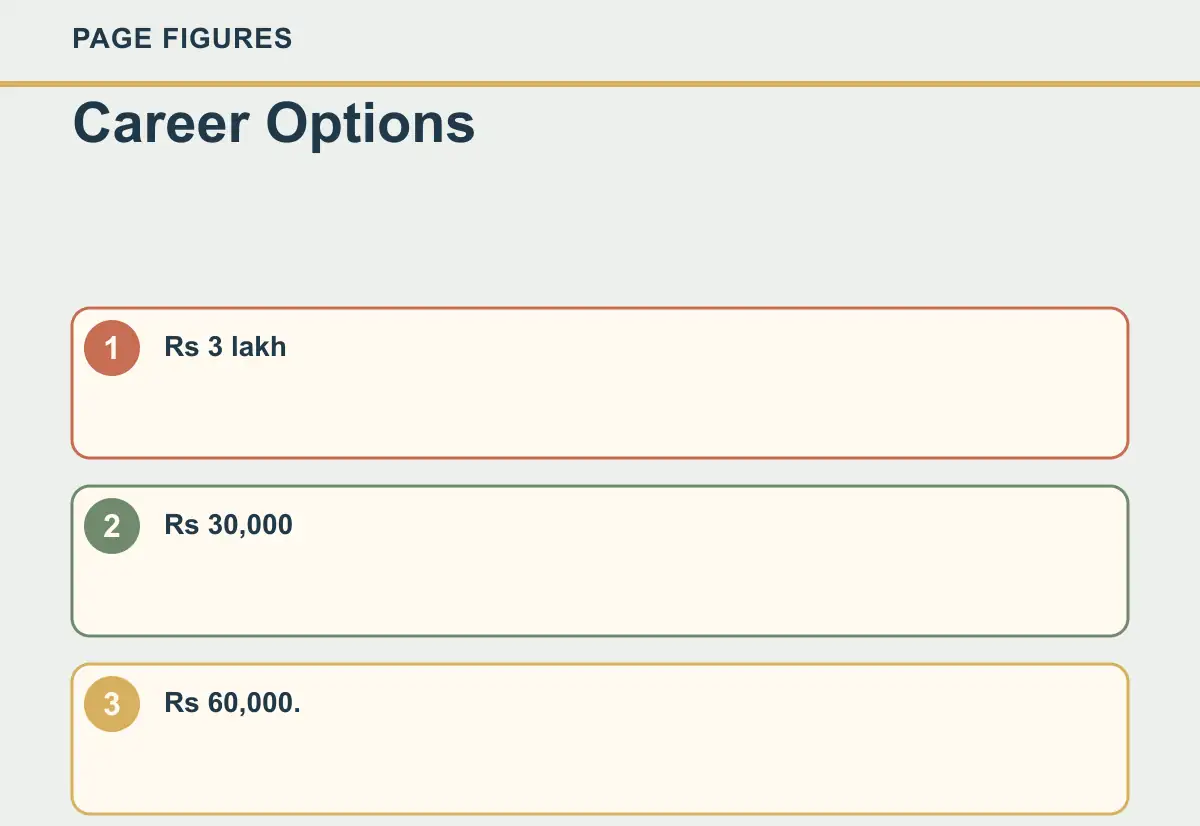 PAGE FIGURES
Career Options
1 Rs 3 lakh
2 Rs 30,000
3 Rs 60,000.